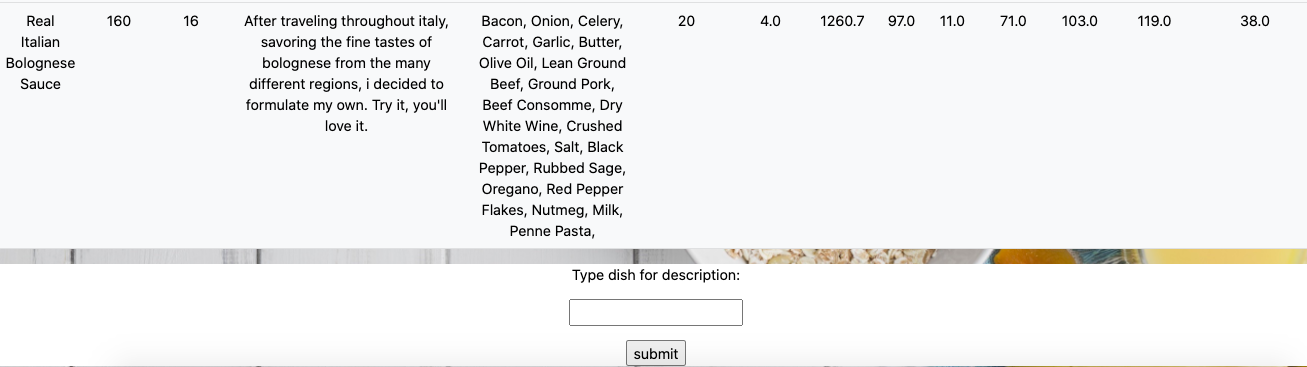 Real Italian Bolognese Sauce
160
16
After traveling throughout italy,
savoring the fine tastes of
bolognese from the many
different regions, i decided to
formulate my own. Try it, you'll
love it.
Bacon, Onion, Celery,
Carrot, Garlic, Butter,
Olive Oil, Lean Ground
Beef, Ground Pork,
Beef Consomme, Dry
White Wine, Crushed
Tomatoes, Salt, Black
Pepper, Rubbed Sage,
Oregano, Red Pepper
Flakes, Nutmeg, Milk,
Penne Pasta,
20
4.0
1260.7
97.0
11.0
71.0
103.0
119.0
38.0
Type dish for description:
submit